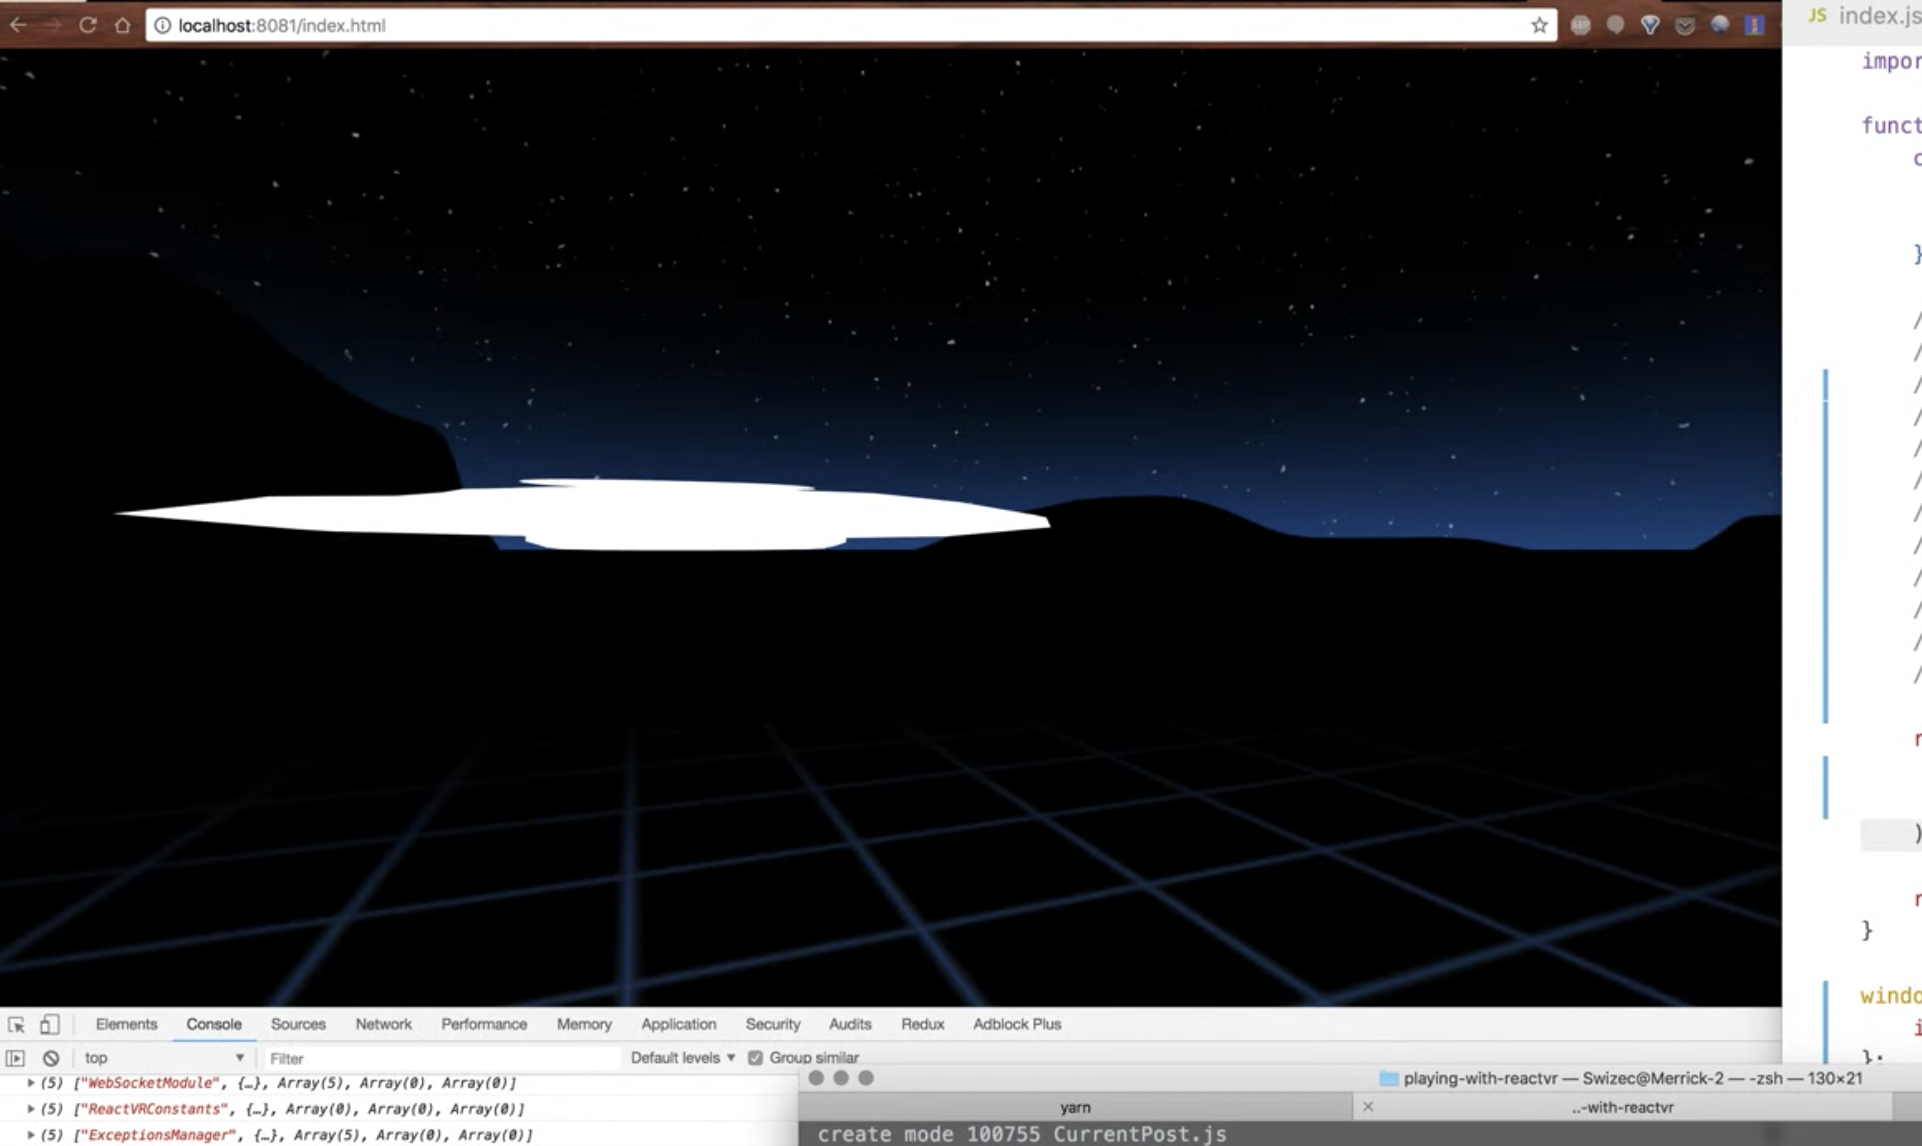 localhost:8081/index.html
ABP
JS index.js
impor
funct
c
}
/
/
/
/
/
/
/
/
/
/
/
/
r
)
r
}
windo
i
};
Elements Console Sources Network Performance Memory Application Security Audits Redux Adblock Plus
top Filter Default levels Group similar
(5) ["WebSocketModule", {…}, Array(5), Array(0), Array(0)]
(5) ["ReactVRConstants", {…}, Array(0), Array(0), Array(0)]
(5) ["ExceptionsManager", {…}, Array(5), Array(0), Array(0)]
playing-with-reactvr — Swizec@Merrick-2 — -zsh — 130×21
yarn ..-with-reactvr
create mode 100755 CurrentPost.js